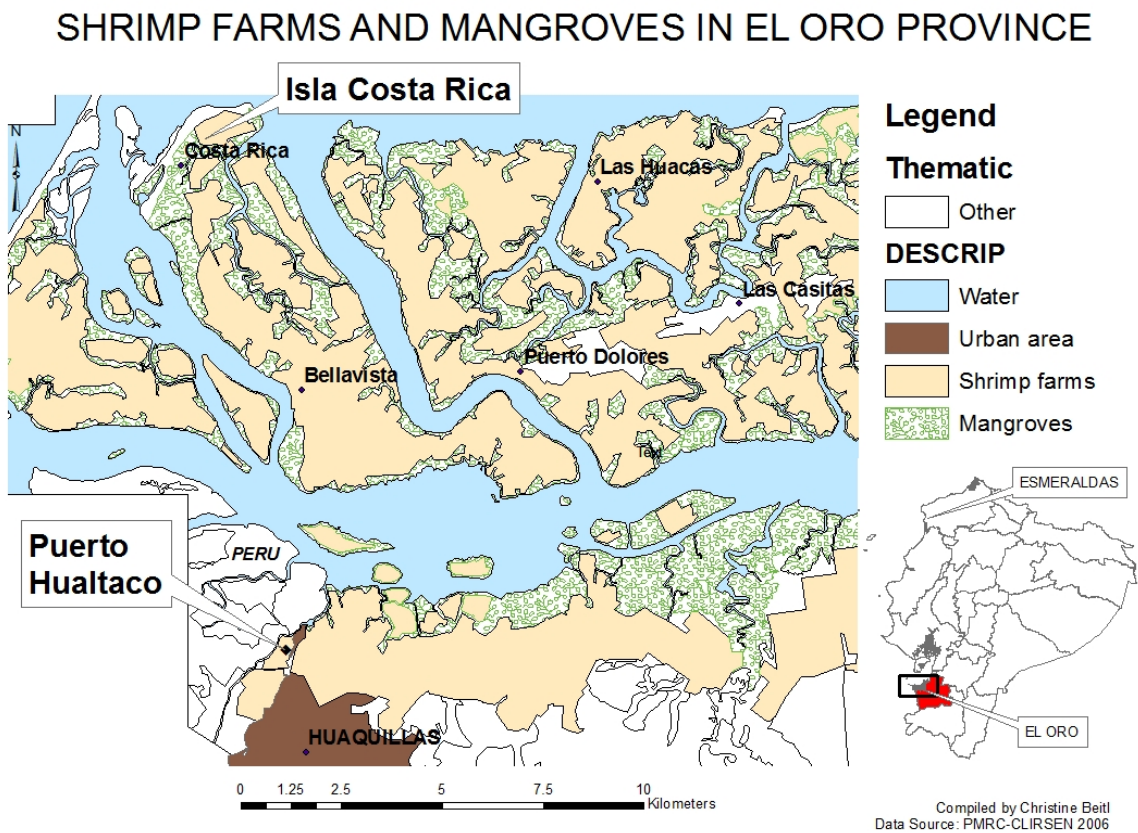 SHRIMP FARMS AND MANGROVES IN EL ORO PROVINCE
Isla Costa Rica
N
Costa Rica
Las Huacas
Las Casitas
Puerto Dolores
Bellavista
Text
PERU
Puerto
Hualtaco
HUAQUILLAS
0 1.25 2.5 5 7.5 10
Kilometers
Legend
Thematic
Other
DESCRIP
Water
Urban area
Shrimp farms
Mangroves
ESMERALDAS
EL ORO
Compiled by Christine Beitl
Data Source: PMRC-CLIRSEN 2006